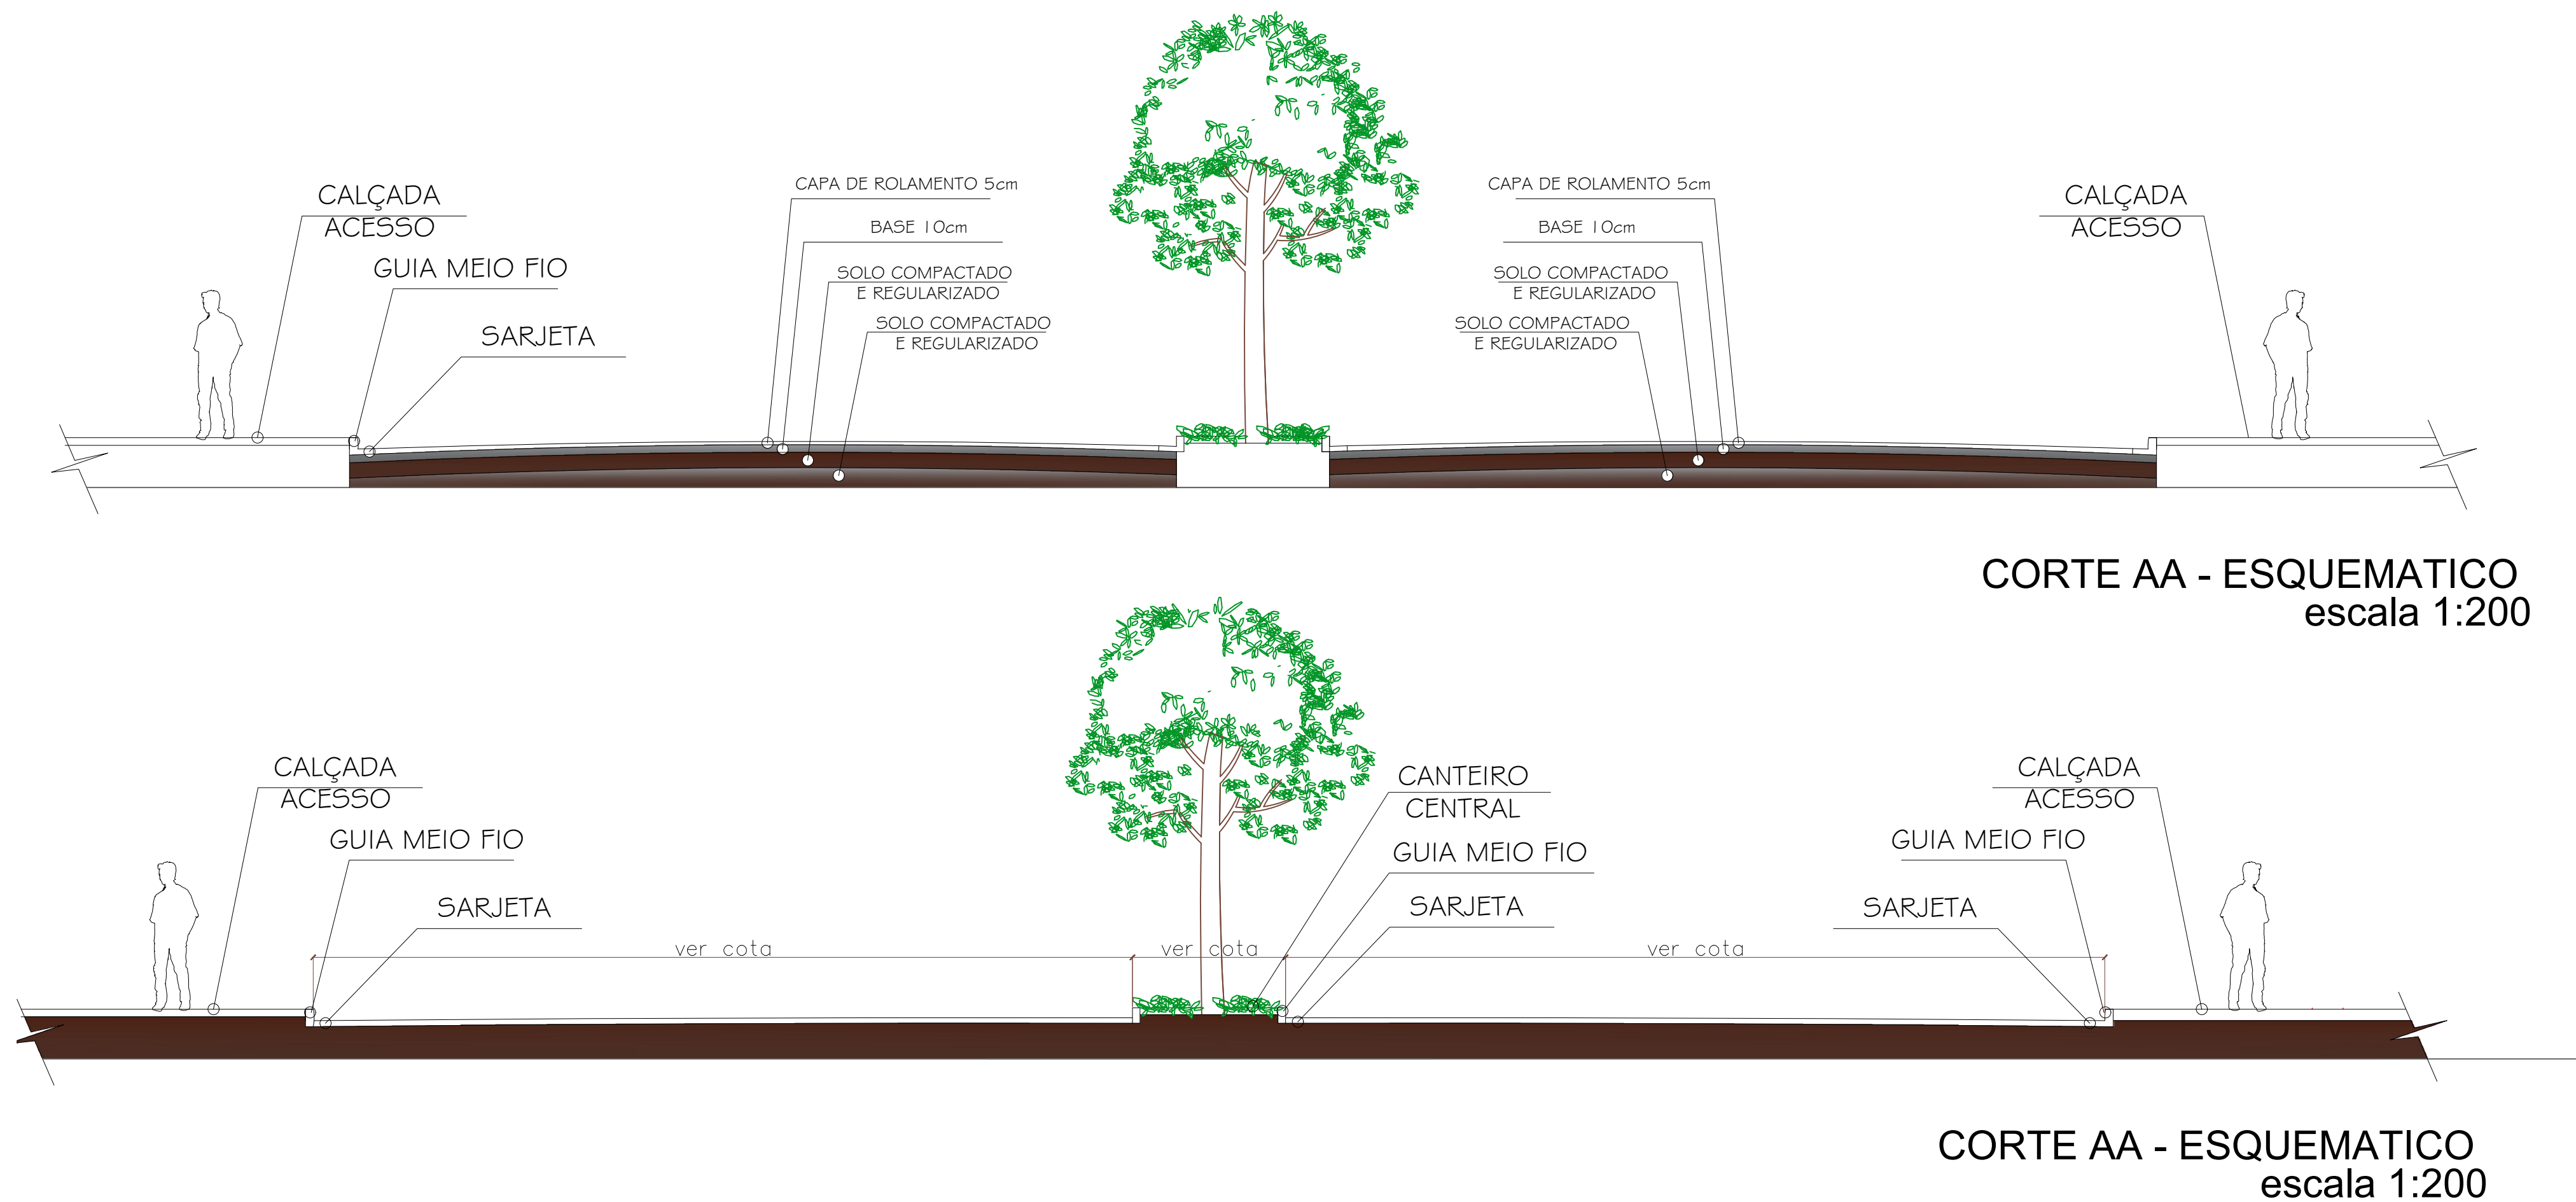 CALÇADA
ACESSO
GUIA MEIO FIO
SARJETA
CAPA DE ROLAMENTO 5cm
BASE 10cm
SOLO COMPACTADO
E REGULARIZADO
SOLO COMPACTADO
E REGULARIZADO
CAPA DE ROLAMENTO 5cm
BASE 10cm
SOLO COMPACTADO
E REGULARIZADO
SOLO COMPACTADO
E REGULARIZADO
CALÇADA
ACESSO
CORTE AA - ESQUEMATICO
escala 1:200
CALÇADA
ACESSO
GUIA MEIO FIO
SARJETA
ver cota
ver cota
CANTEIRO
CENTRAL
GUIA MEIO FIO
SARJETA
ver cota
CALÇADA
ACESSO
GUIA MEIO FIO
SARJETA
CORTE AA - ESQUEMATICO
escala 1:200